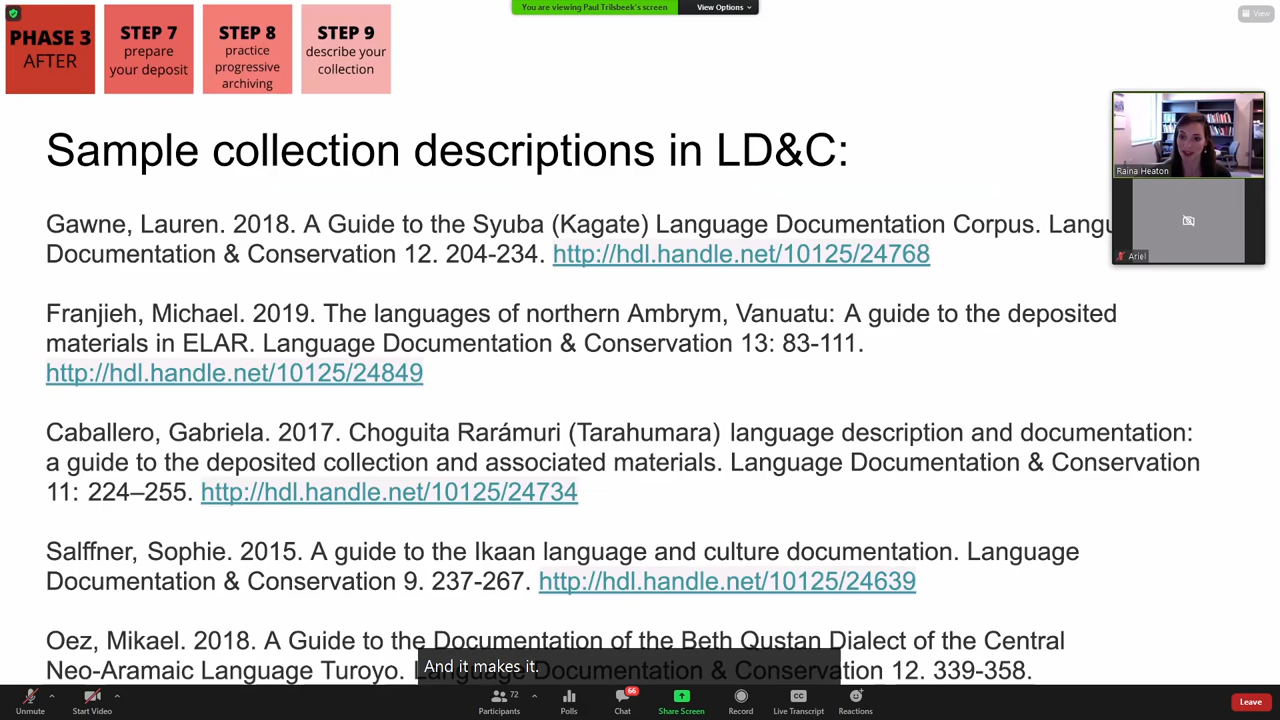 You are viewing Paul Trilsbeek's screen
View Options
View
PHASE 3
AFTER
STEP 7
prepare
your deposit
STEP 8
practice
progressive
archiving
STEP 9
describe your
collection
Sample collection descriptions in LD&C:
Raina Heaton
Ariel
Gawne, Lauren. 2018. A Guide to the Syuba (Kagate) Language Documentation Corpus. Langu
Documentation & Conservation 12. 204-234. http://hdl.handle.net/10125/24768
Franjieh, Michael. 2019. The languages of northern Ambrym, Vanuatu: A guide to the deposited
materials in ELAR. Language Documentation & Conservation 13: 83-111.
http://hdl.handle.net/10125/24849
Caballero, Gabriela. 2017. Choguita Rarámuri (Tarahumara) language description and documentation:
a guide to the deposited collection and associated materials. Language Documentation & Conservation
11: 224–255. http://hdl.handle.net/10125/24734
Salffner, Sophie. 2015. A guide to the Ikaan language and culture documentation. Language
Documentation & Conservation 9. 237-267. http://hdl.handle.net/10125/24639
Oez, Mikael. 2018. A Guide to the Documentation of the Beth Qustan Dialect of the Central
Neo-Aramaic Language Turoyo. Language Documentation & Conservation 12. 339-358.
And it makes it.
Unmute
Start Video
Participants
72
Polls
Chat
66
Share Screen
Record
CC
Live Transcript
Reactions
Leave